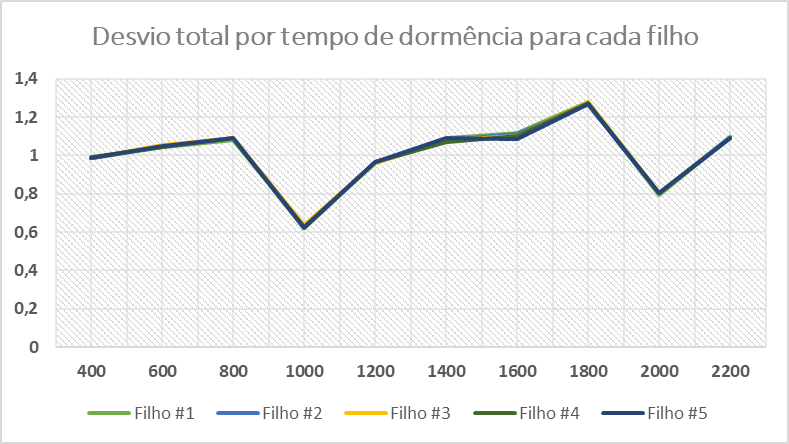 Desvio total por tempo de dormência para cada filho
1,4
1,2
1
0,8
0,6
0,4
0,2
0
400 600 800 1000 1200 1400 1600 1800 2000 2200
Filho #1 Filho #2 Filho #3 Filho #4 Filho #5